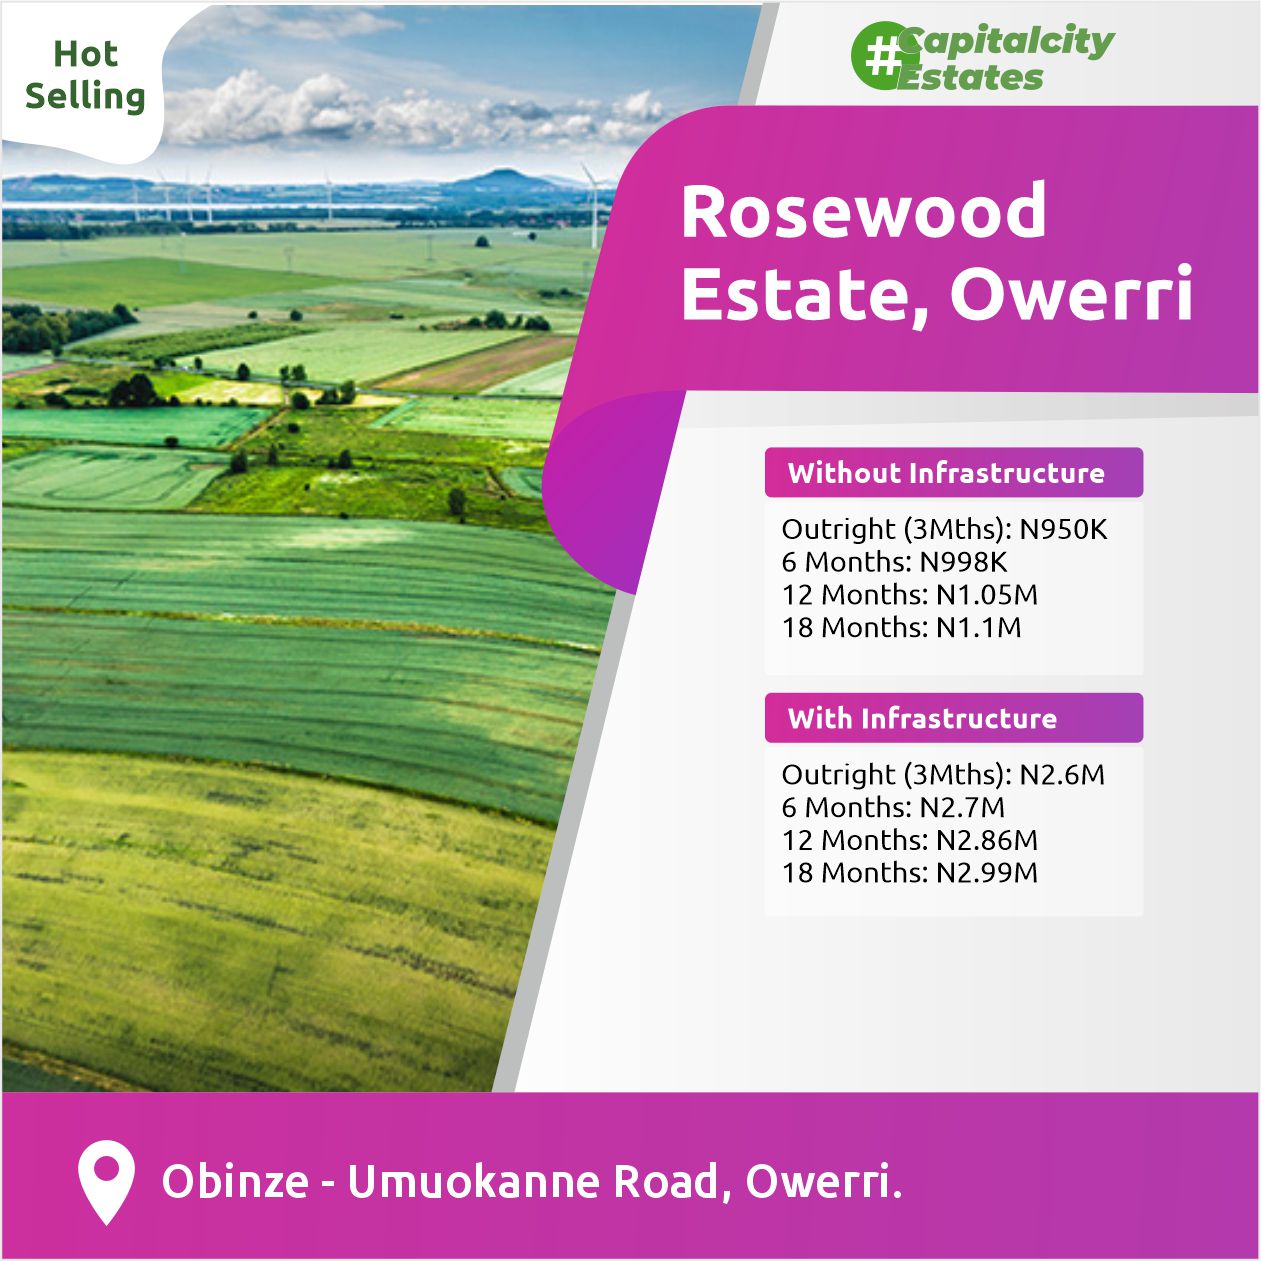 Hot
Selling
#Capitalcity
Estates
Rosewood
Estate, Owerri
Without Infrastructure
Outright (3Mths): N950K
6 Months: N998K
12 Months: N1.05M
18 Months: N1.1M
With Infrastructure
Outright (3Mths): N2.6M
6 Months: N2.7M
12 Months: N2.86M
18 Months: N2.99M
Obinze - Umuokanne Road, Owerri.